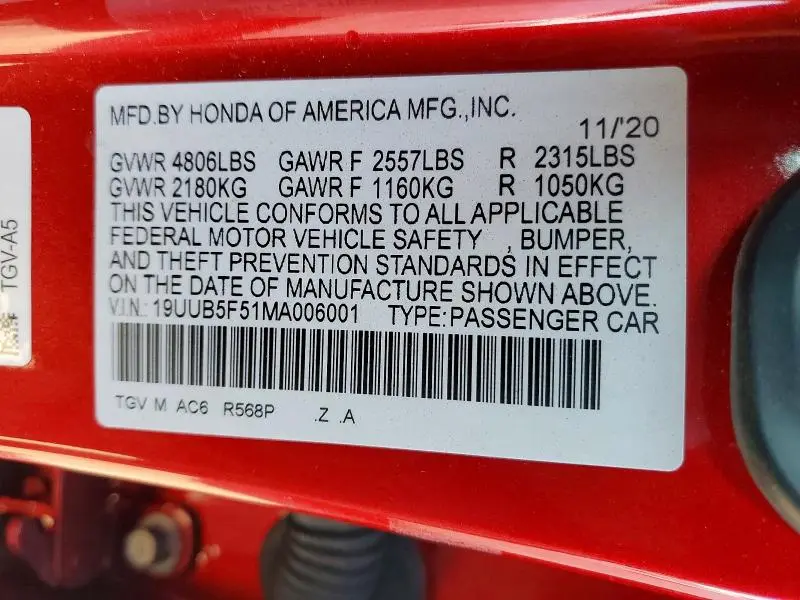 MFD.BY HONDA OF AMERICA MFG.,INC.
11/'20
GVWR 4806LBS GAWR F 2557LBS R 2315LBS
GVWR 2180KG GAWR F 1160KG R 1050KG
THIS VEHICLE CONFORMS TO ALL APPLICABLE
FEDERAL MOTOR VEHICLE SAFETY , BUMPER,
AND THEFT PREVENTION STANDARDS IN EFFECT
ON THE DATE OF MANUFACTURE SHOWN ABOVE.
V.I.N.: 19UUB5F51MA006001 TYPE:PASSENGER CAR
TGV M AC6 R568P .Z .A
TGV-A5